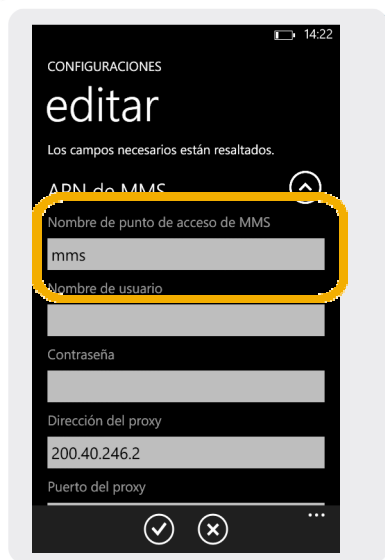 14:22
CONFIGURACIONES
editar
Los campos necesarios están resaltados.
APN de MMS
Nombre de punto de acceso de MMS
mms
Nombre de usuario
Contraseña
Dirección del proxy
200.40.246.2
Puerto del proxy